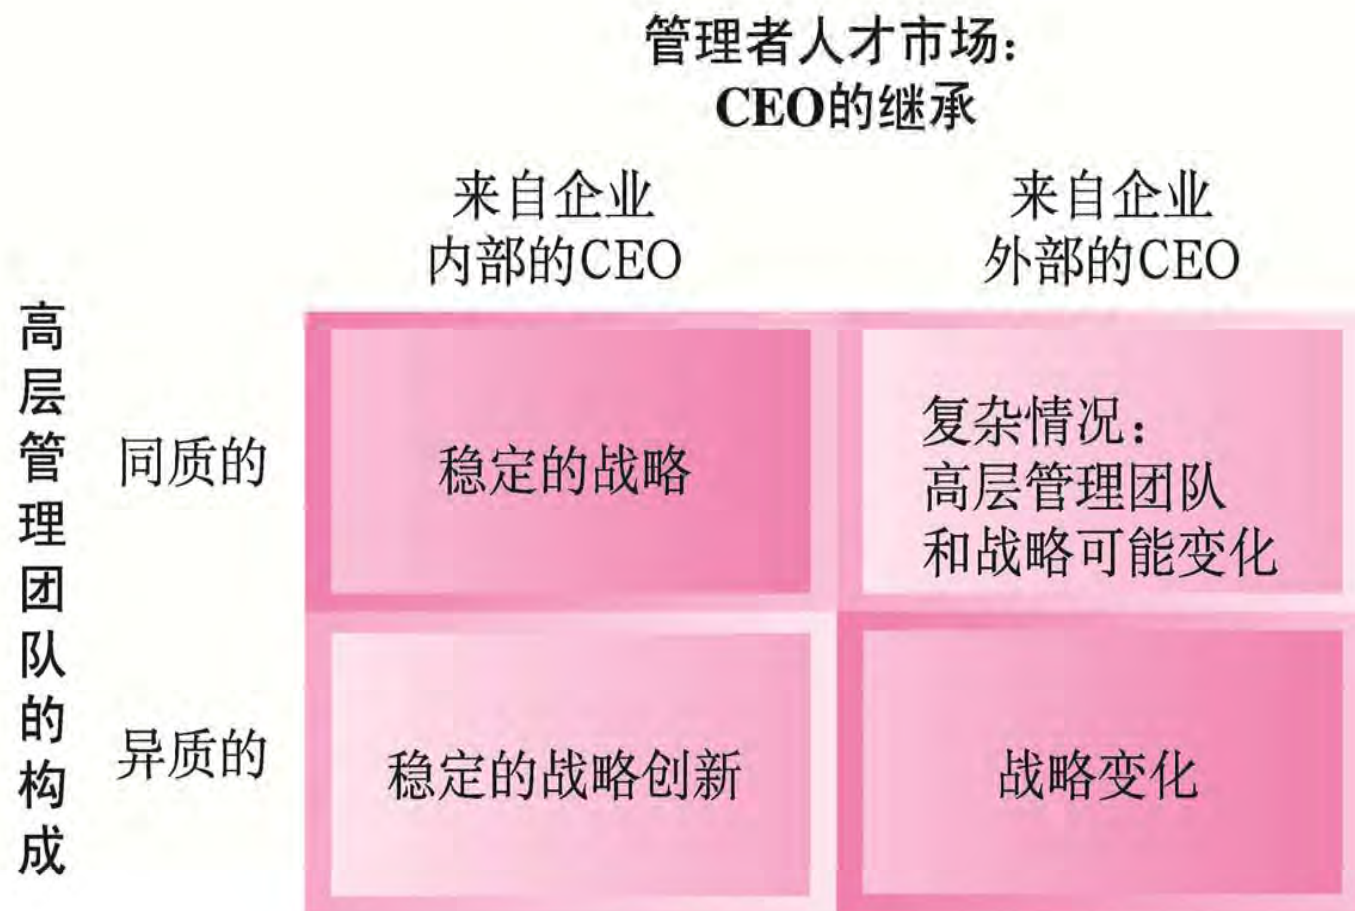 管理者人才市场：
CEO的继承
来自企业
内部的CEO
来自企业
外部的CEO
高层管理团队的构成
同质的
稳定的战略
复杂情况：
高层管理团队
和战略可能变化
异质的
稳定的战略创新
战略变化